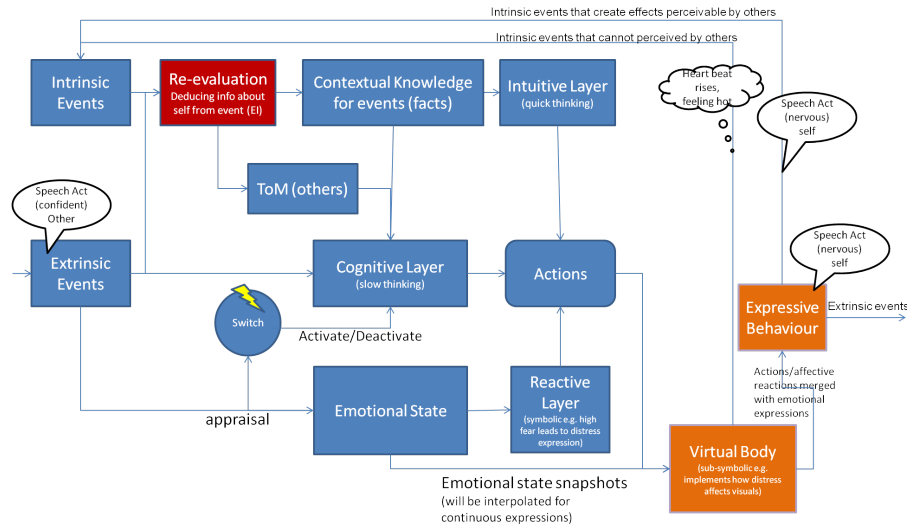 Intrinsic events that create effects perceivable by others
Intrinsic events that cannot perceived by others
Intrinsic
Events
Re-evaluation
Deducing info about
self from event (EI)
Contextual Knowledge
for events (facts)
Intuitive Layer
(quick thinking)
Heart beat
rises,
feeling hot
Speech Act
(nervous)
self
ToM (others)
Speech Act
(confident)
Other
Extrinsic
Events
Cognitive Layer
(slow thinking)
Actions
Speech Act
(nervous)
self
Expressive
Behaviour
Extrinsic events
Switch
Activate/Deactivate
appraisal
Emotional State
Reactive
Layer
(symbolic e.g. high
fear leads to distress
expression)
Actions/affective
reactions merged
with emotional
expressions
Virtual Body
(sub-symbolic e.g.
implements how distress
affects visuals)
Emotional state snapshots
(will be interpolated for
continuous expressions)